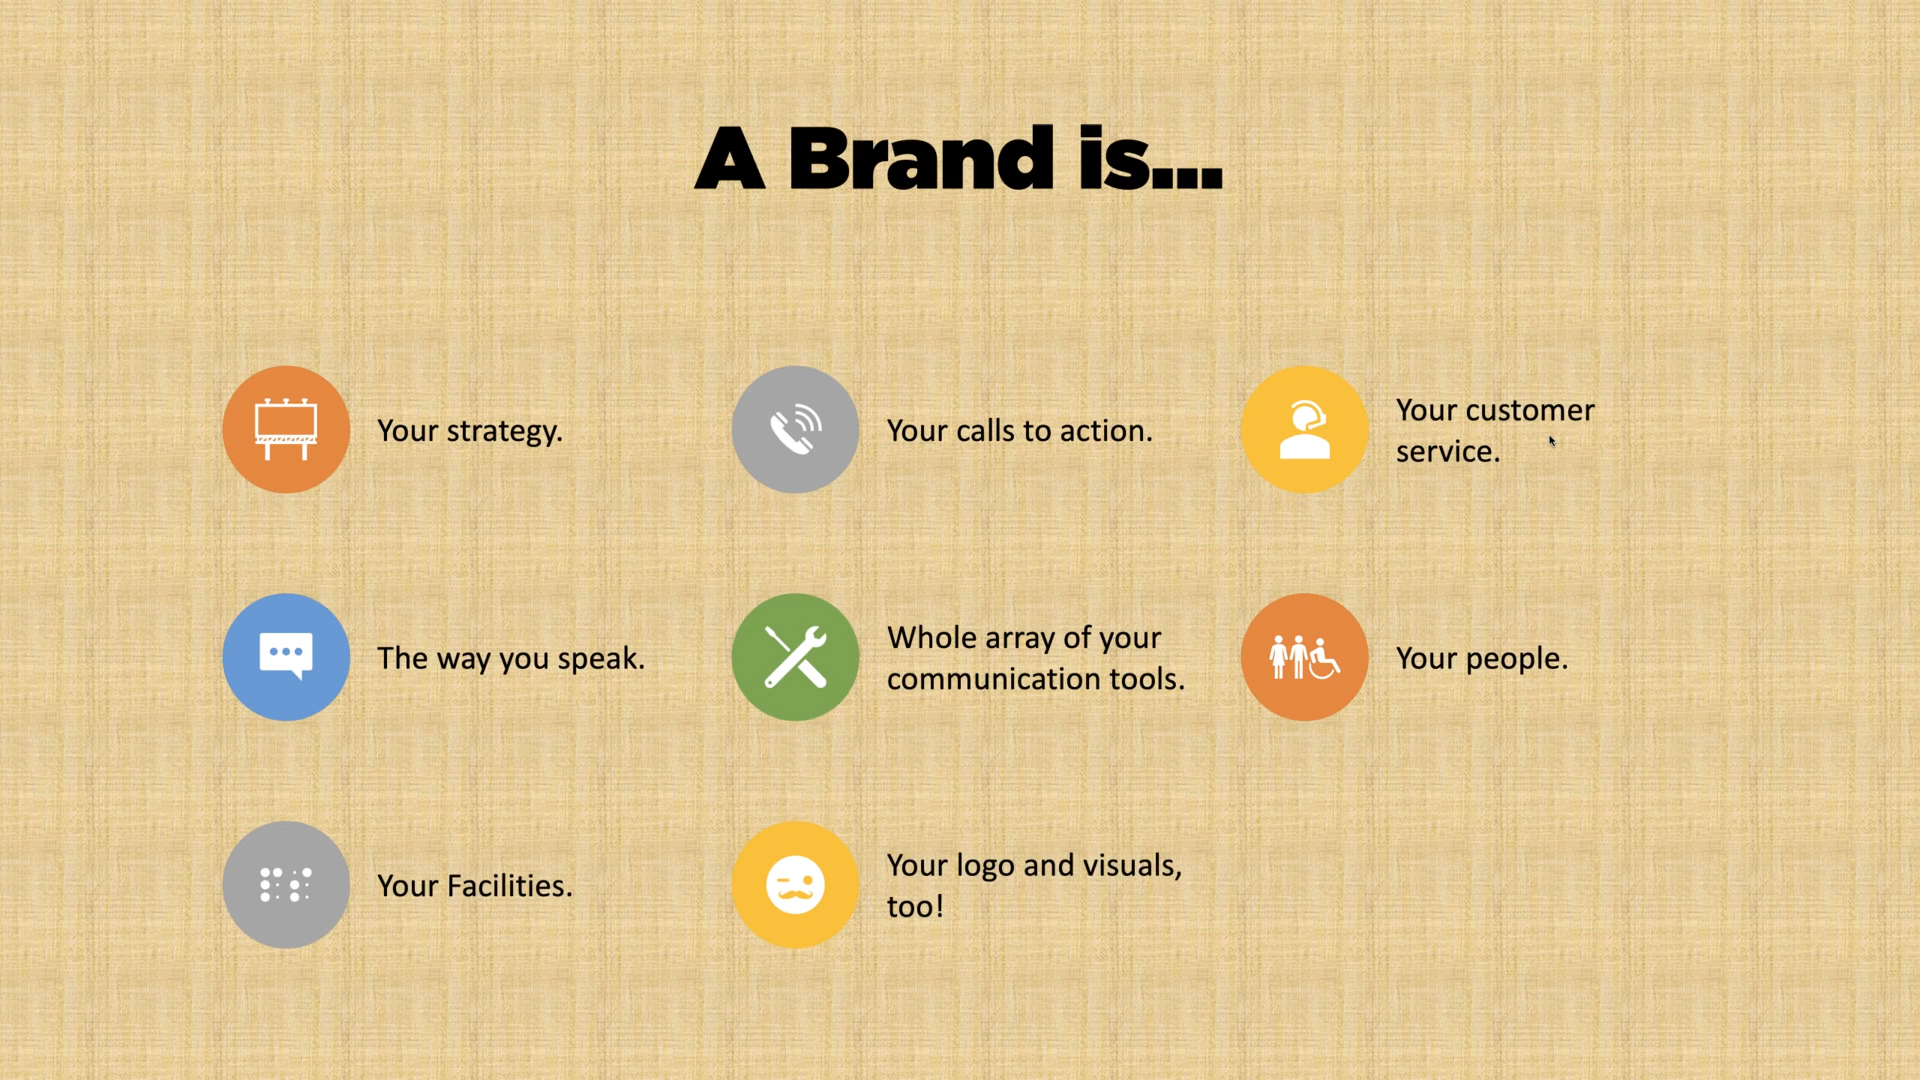 A Brand is...
Your strategy.
Your calls to action.
Your customer
service.
The way you speak.
Whole array of your
communication tools.
Your people.
Your Facilities.
Your logo and visuals,
too!